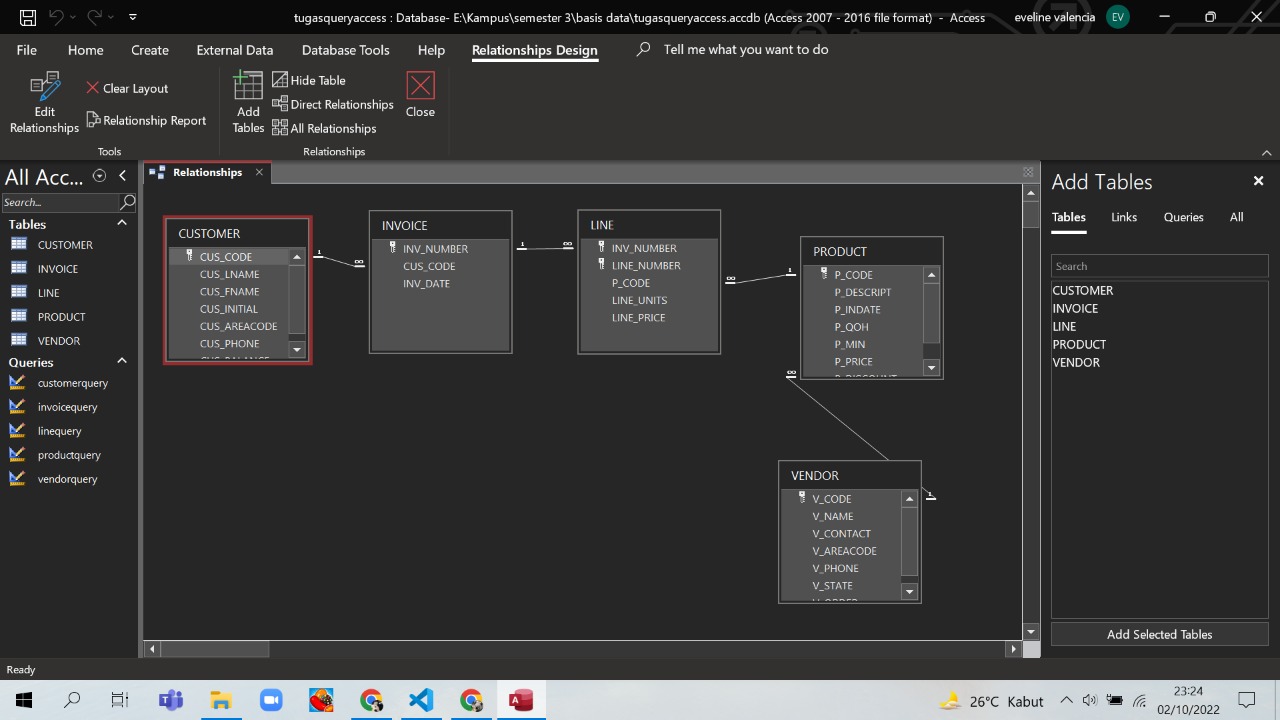 tugasqueryaccess : Database- E:\Kampus\semester 3\basis data\tugasqueryaccess.accdb (Access 2007 - 2016 file format) - Access
eveline valencia EV
File Home Create External Data Database Tools Help Relationships Design Tell me what you want to do
Edit Relationships
Clear Layout
Relationship Report
Tools
Add Tables
Hide Table
Direct Relationships
All Relationships
Relationships
Close
All Acc...
Search...
Tables
CUSTOMER
INVOICE
LINE
PRODUCT
VENDOR
Queries
customerquery
invoicequery
linequery
productquery
vendorquery
Relationships
CUSTOMER
CUS_CODE
CUS_LNAME
CUS_FNAME
CUS_INITIAL
CUS_AREACODE
CUS_PHONE
CUS_BALANCE
1
∞
INVOICE
INV_NUMBER
CUS_CODE
INV_DATE
1
∞
LINE
INV_NUMBER
LINE_NUMBER
P_CODE
LINE_UNITS
LINE_PRICE
∞
1
PRODUCT
P_CODE
P_DESCRIPT
P_INDATE
P_QOH
P_MIN
P_PRICE
P_DISCOUNT
∞
1
VENDOR
V_CODE
V_NAME
V_CONTACT
V_AREACODE
V_PHONE
V_STATE
V_ORDER
Add Tables
Tables Links Queries All
Search
CUSTOMER
INVOICE
LINE
PRODUCT
VENDOR
Add Selected Tables
Ready
26°C Kabut
23:24
02/10/2022